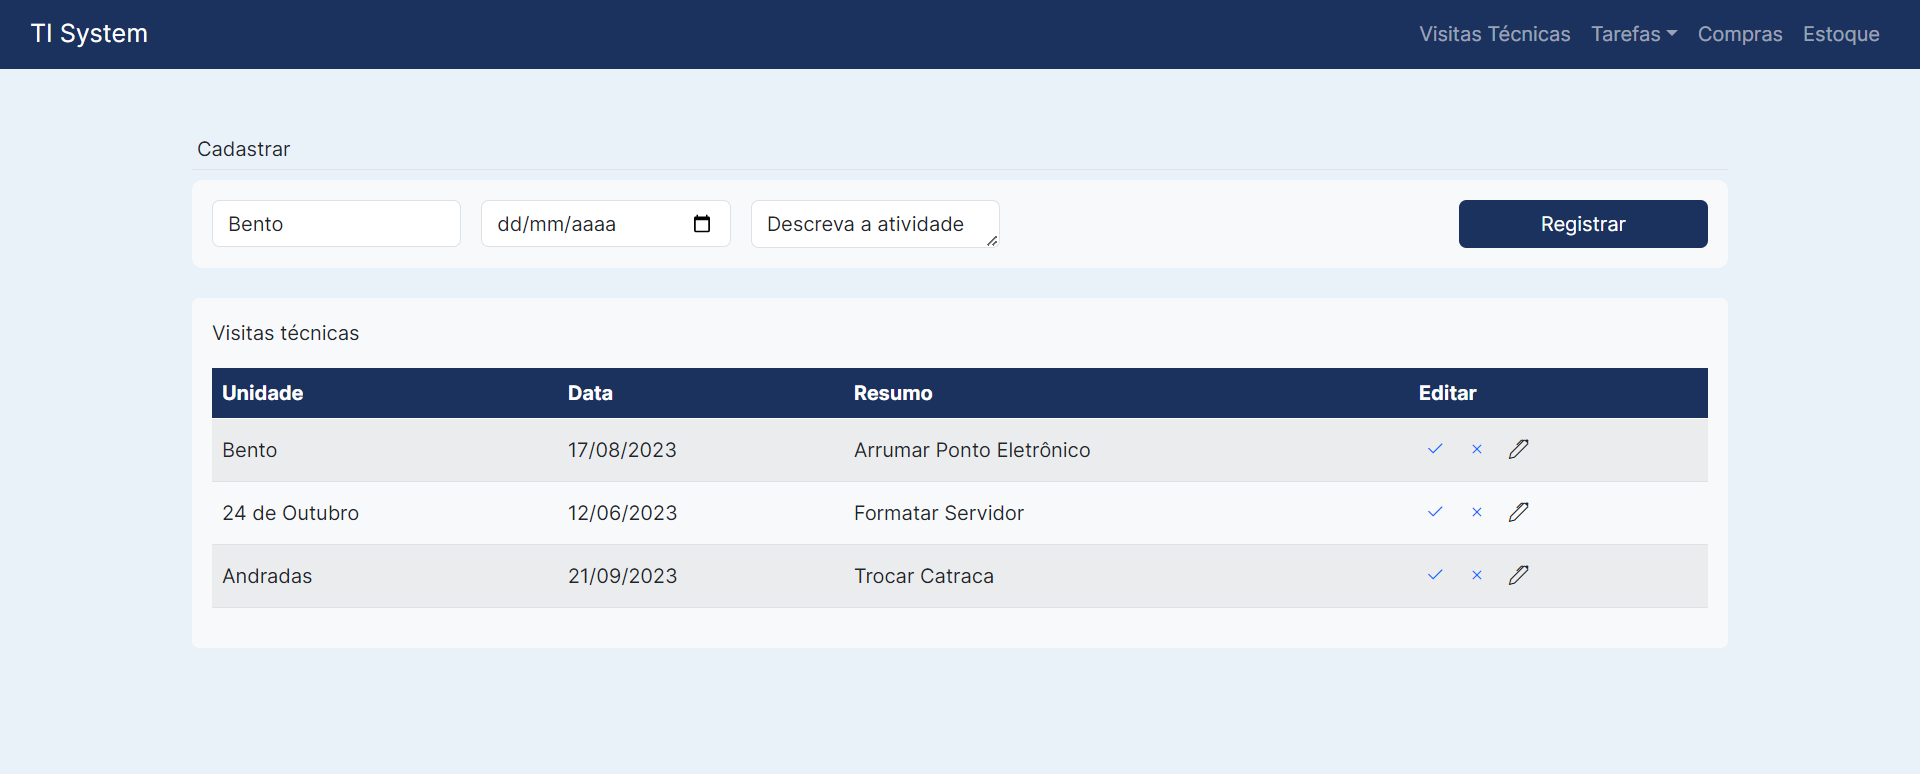 TI System Visitas Técnicas Tarefas Compras Estoque
Cadastrar
Bento dd/mm/aaaa Descreva a atividade Registrar
Visitas técnicas
Unidade Data Resumo Editar
Bento 17/08/2023 Arrumar Ponto Eletrônico
24 de Outubro 12/06/2023 Formatar Servidor
Andradas 21/09/2023 Trocar Catraca